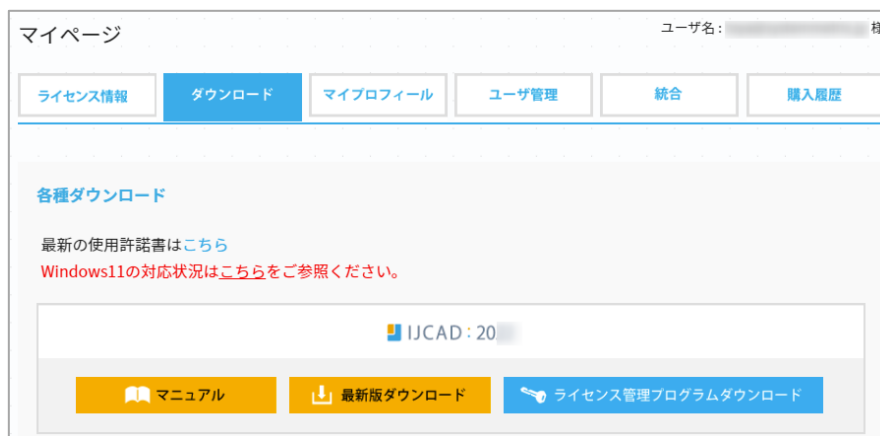 マイページ
ユーザ名 : 様
ライセンス情報 ダウンロード マイプロフィール ユーザ管理 統合 購入履歴
各種ダウンロード
最新の使用許諾書はこちら
Windows11の対応状況はこちらをご参照ください。
IJCAD : 20
マニュアル 最新版ダウンロード ライセンス管理プログラムダウンロード